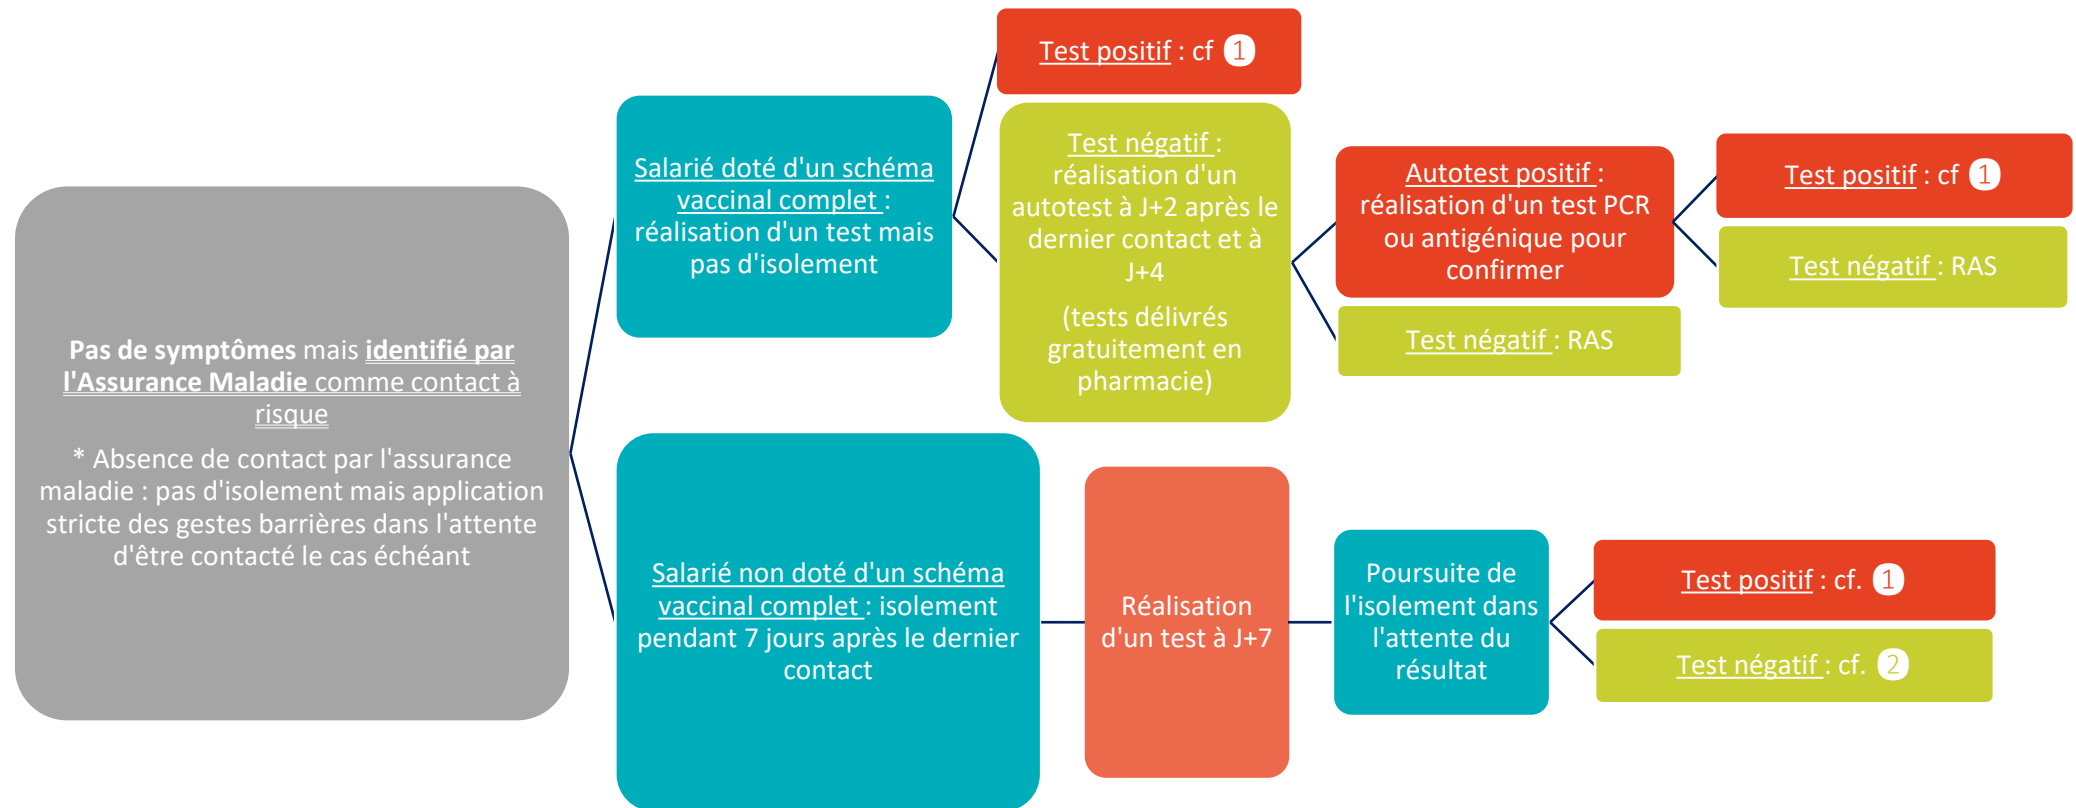 Pas de symptômes mais identifié par
l'Assurance Maladie comme contact à
risque
* Absence de contact par l'assurance
maladie : pas d'isolement mais application
stricte des gestes barrières dans l'attente
d'être contacté le cas échéant
Salarié doté d'un schéma
vaccinal complet :
réalisation d'un test mais
pas d'isolement
Test positif : cf ❶
Test négatif :
réalisation d'un
autotest à J+2 après le
dernier contact et à
J+4
(tests délivrés
gratuitement en
pharmacie)
Autotest positif :
réalisation d'un test PCR
ou antigénique pour
confirmer
Test positif : cf ❶
Test négatif : RAS
Test négatif : RAS
Salarié non doté d'un schéma
vaccinal complet : isolement
pendant 7 jours après le dernier
contact
Réalisation
d'un test à J+7
Poursuite de
l'isolement dans
l'attente du
résultat
Test positif : cf. ❶
Test négatif : cf. ❷